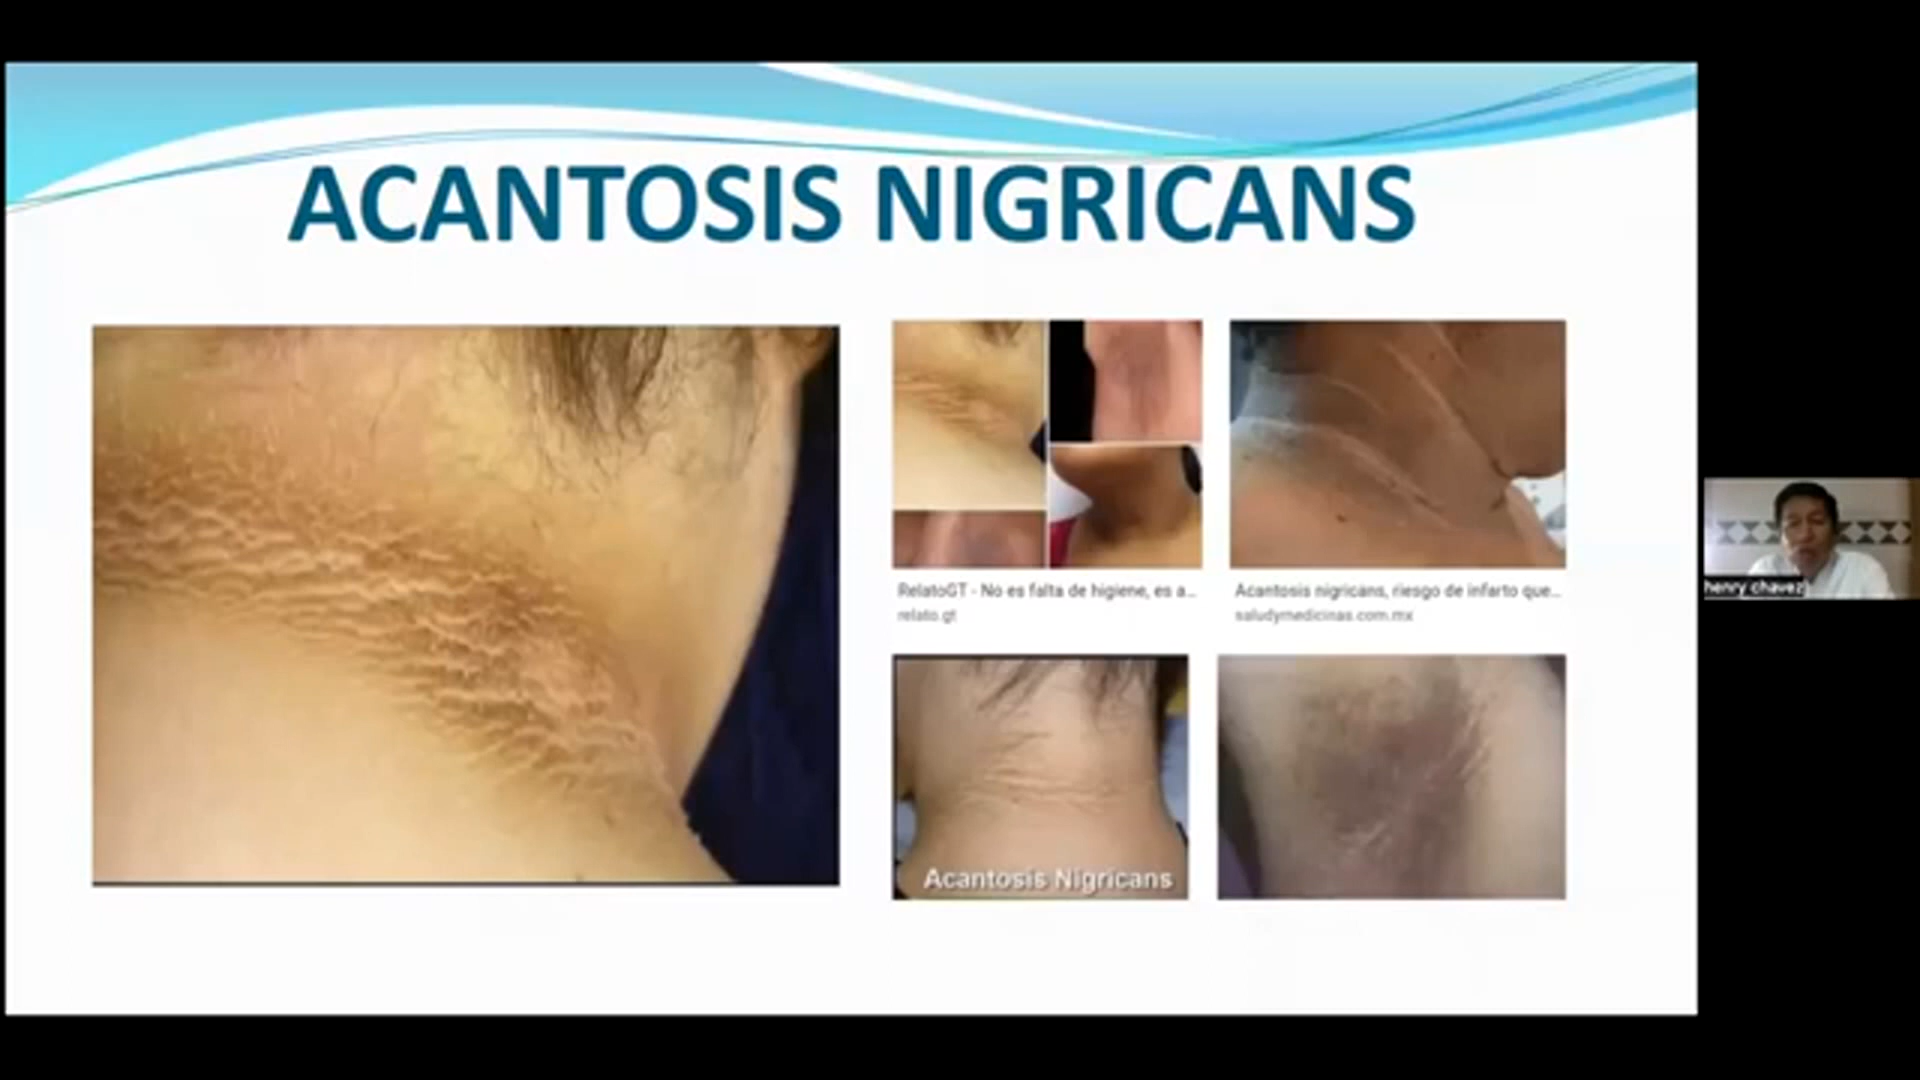 ACANTOSIS NIGRICANS
RelatoGT - No es falta de higiene, es a...
relato.gt
Acantosis nigricans, riesgo de infarto que...
saludymedicinas.com.mx
Acantosis Nigricans
henry chavez